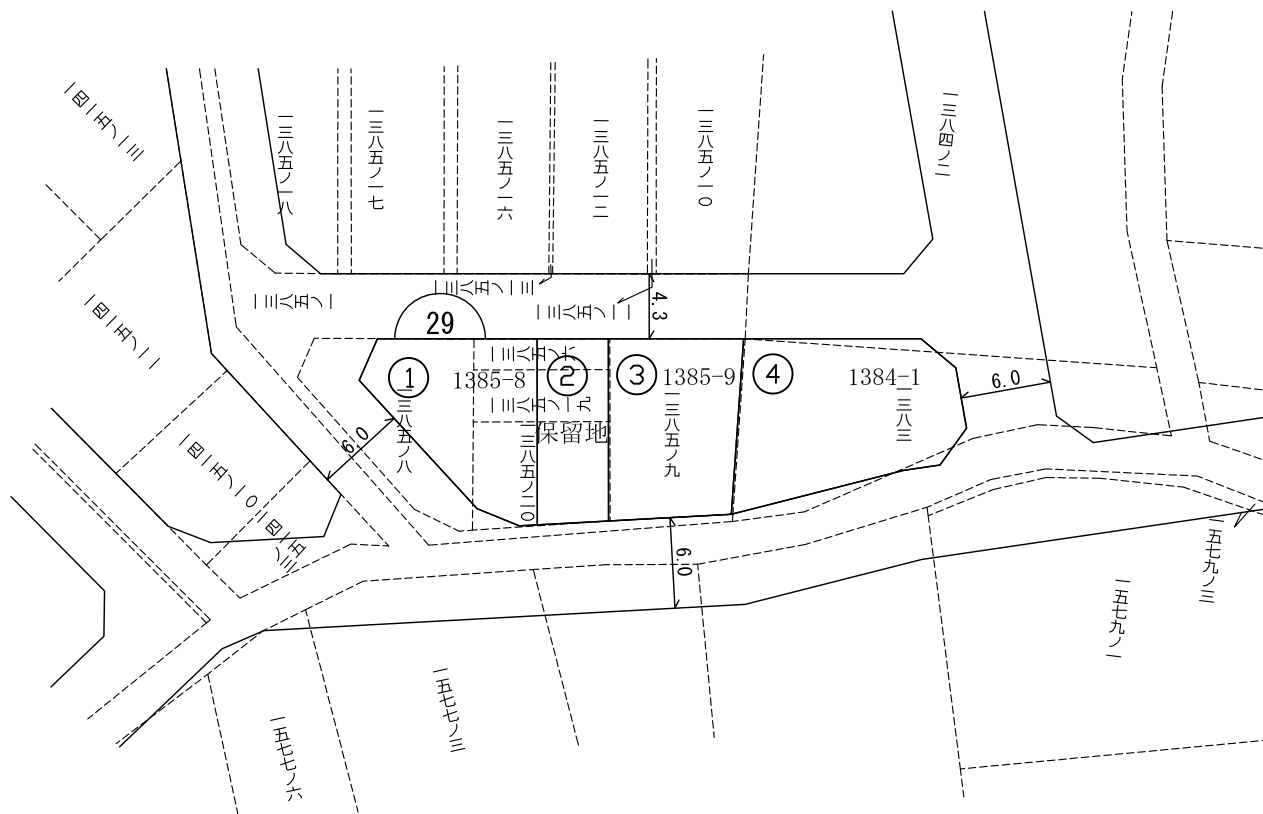 一四一五ノ一三
一三八五ノ一八
一三八五ノ一七
一三八五ノ一六
一三八五ノ一二
一三八五ノ一〇
一三八四ノ二
一三八五ノ一三
一三八五ノ一
一三八五ノ一一
4.3
一四一五ノ一一
29
一三八五ノ六
①
1385-8
②
③
1385-9
④
1384-1
6.0
一三八五ノ八
一三八五ノ一九
一三八五ノ九
一三八三
保留地
6.0
一四一五ノ一〇
一三八五ノ二〇
一四一五ノ三
6.0
一五七九ノ三
一五七九ノ一
一五七七ノ三
一五七七ノ六